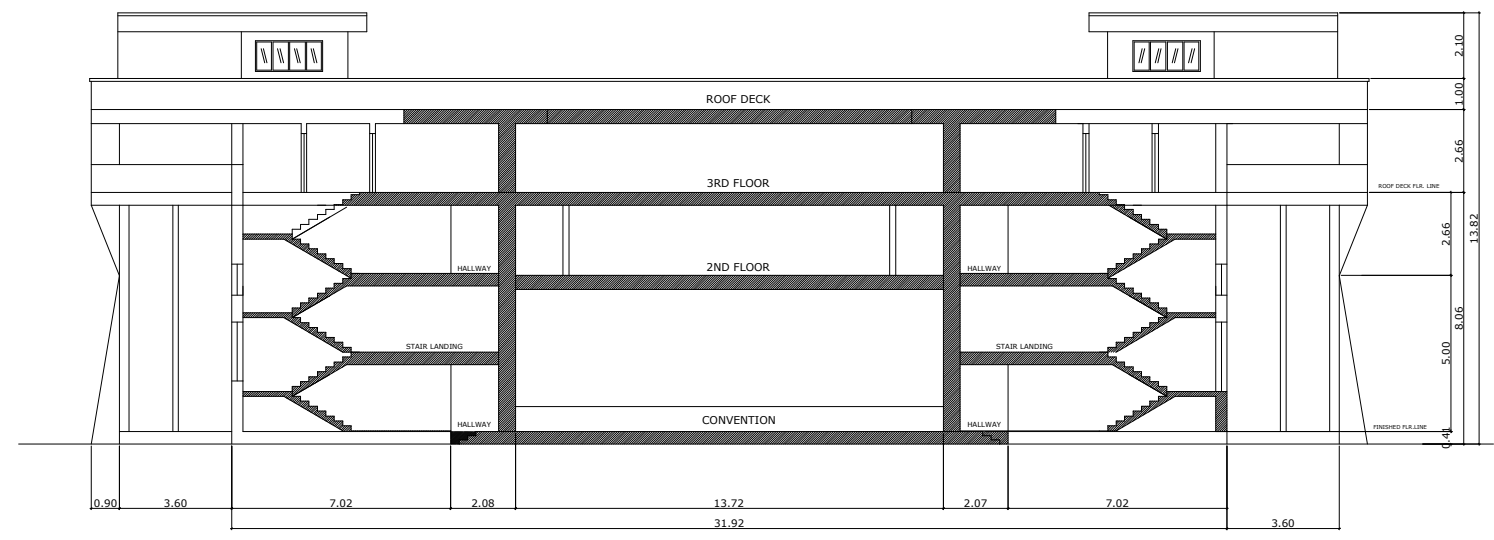 2.10
ROOF DECK
1.00
2.66
3RD FLOOR
ROOF DECK FLR. LINE
2.66
13.82
HALLWAY
2ND FLOOR
HALLWAY
8.06
STAIR LANDING
STAIR LANDING
5.00
CONVENTION
HALLWAY
HALLWAY
FINISHED FLR.LINE
0.41
0.90
3.60
7.02
2.08
13.72
2.07
7.02
31.92
3.60